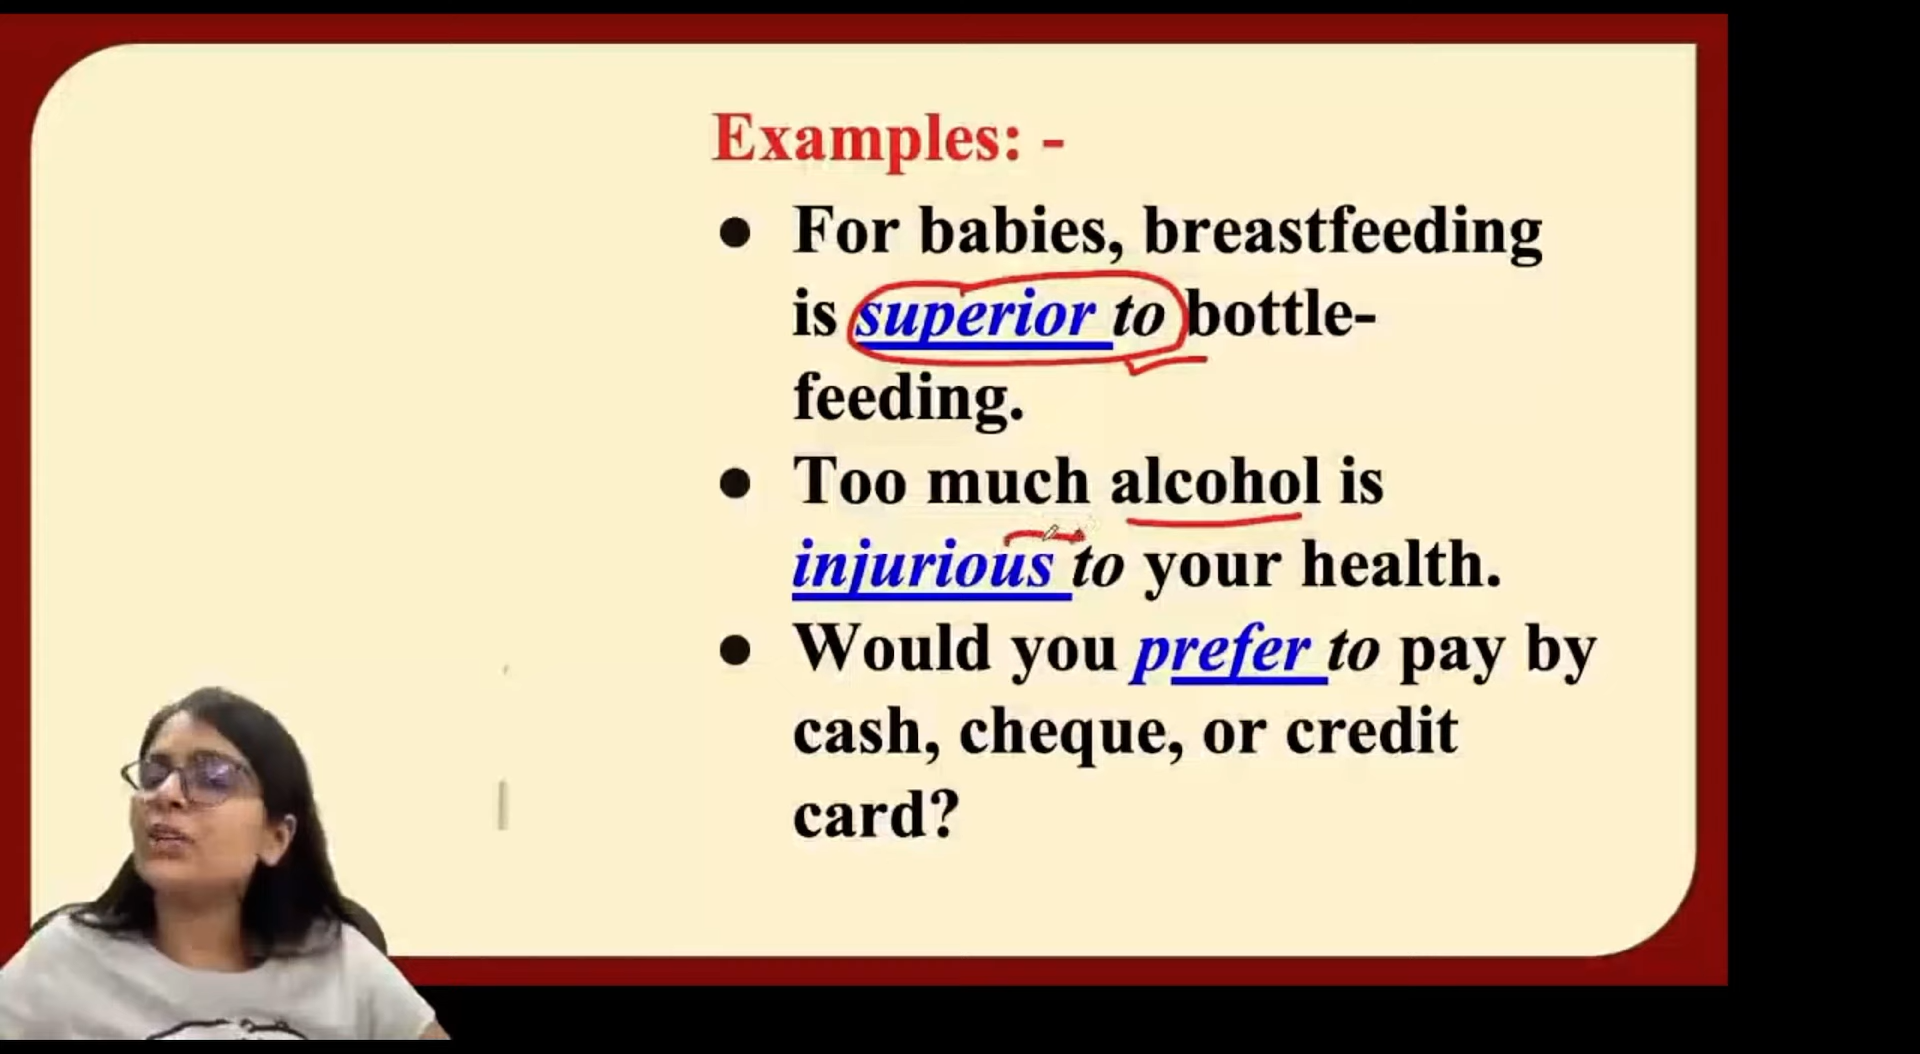 Examples: -
● For babies, breastfeeding
is superior to bottle-
feeding.
● Too much alcohol is
injurious to your health.
● Would you prefer to pay by
cash, cheque, or credit
card?